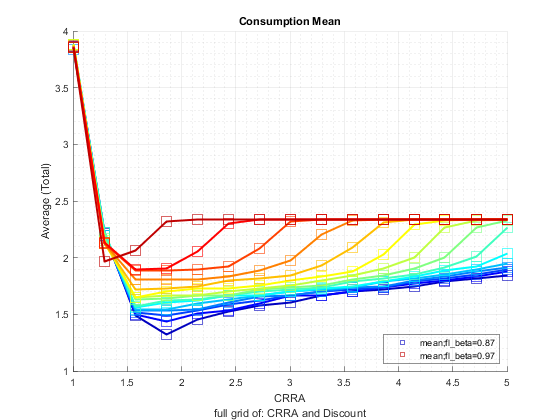 Consumption Mean
4
3.5
3
2.5
2
1.5
1
Average (Total)
1 1.5 2 2.5 3 3.5 4 4.5 5
CRRA
full grid of: CRRA and Discount
mean;fl_beta=0.87
mean;fl_beta=0.97